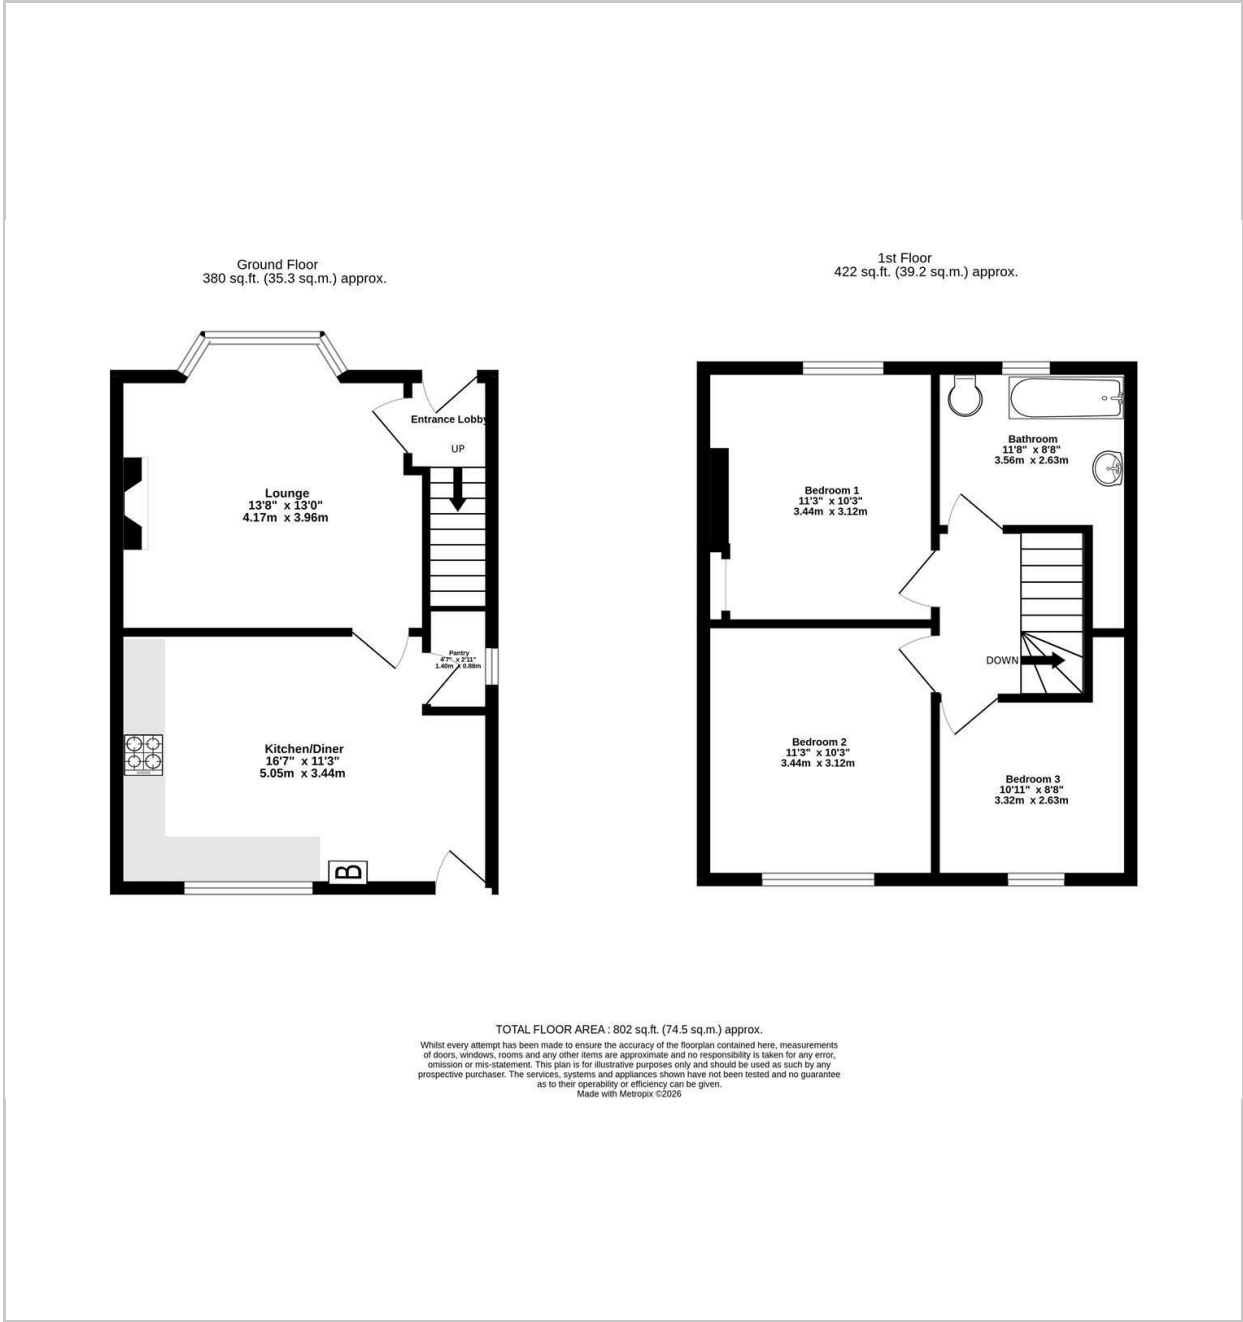 Ground Floor
380 sq.ft. (35.3 sq.m.) approx.
1st Floor
422 sq.ft. (39.2 sq.m.) approx.
Entrance Lobby
UP
Lounge
13'8" x 13'0"
4.17m x 3.96m
Pantry
4'7" x 2'11"
1.40m x 0.88m
Kitchen/Diner
16'7" x 11'3"
5.05m x 3.44m
B
Bathroom
11'8" x 8'8"
3.56m x 2.63m
Bedroom 1
11'3" x 10'3"
3.44m x 3.12m
DOWN
Bedroom 2
11'3" x 10'3"
3.44m x 3.12m
Bedroom 3
10'11" x 8'8"
3.32m x 2.63m
TOTAL FLOOR AREA : 802 sq.ft. (74.5 sq.m.) approx.
Whilst every attempt has been made to ensure the accuracy of the floorplan contained here, measurements
of doors, windows, rooms and any other items are approximate and no responsibility is taken for any error,
omission or mis-statement. This plan is for illustrative purposes only and should be used as such by any
prospective purchaser. The services, systems and appliances shown have not been tested and no guarantee
as to their operability or efficiency can be given.
Made with Metropix ©2026